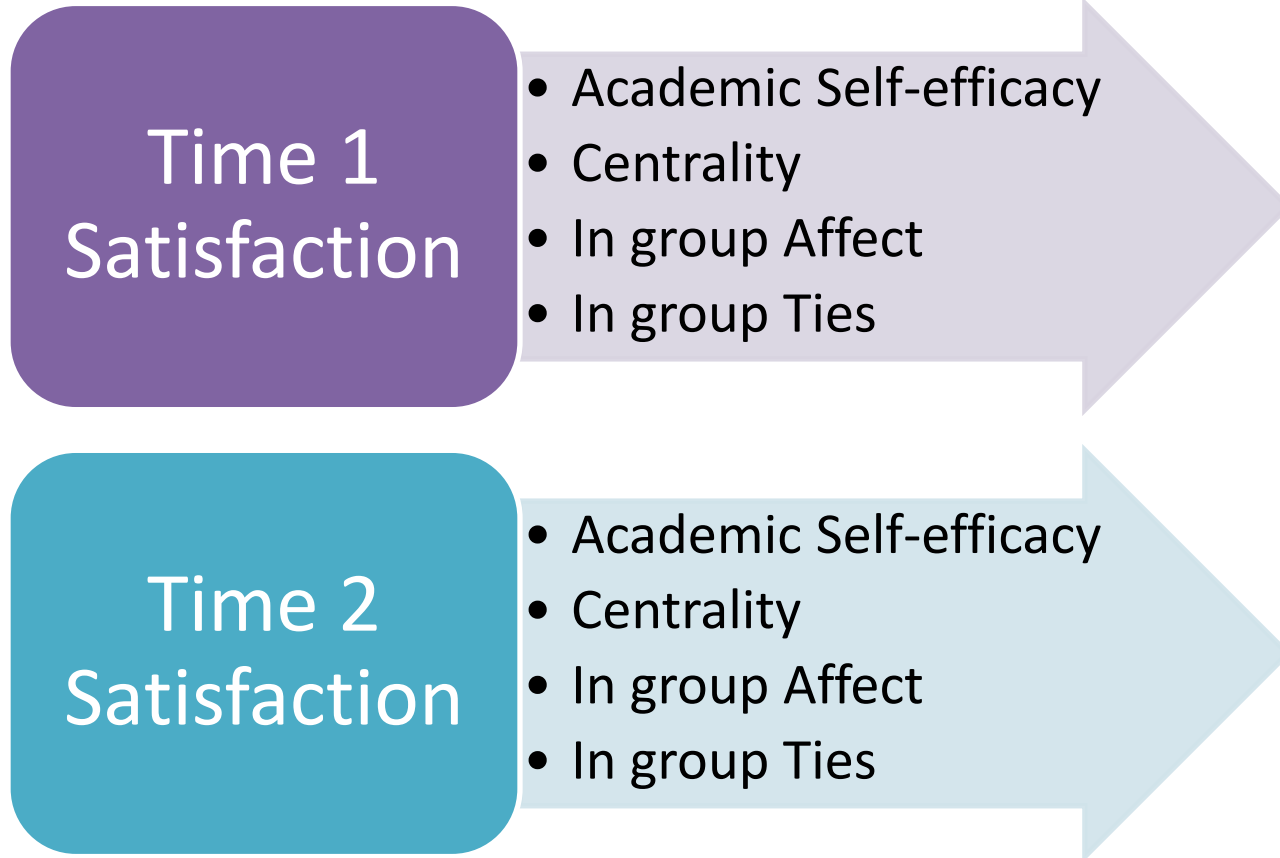 Time 1
Satisfaction
• Academic Self-efficacy
• Centrality
• In group Affect
• In group Ties
Time 2
Satisfaction
• Academic Self-efficacy
• Centrality
• In group Affect
• In group Ties